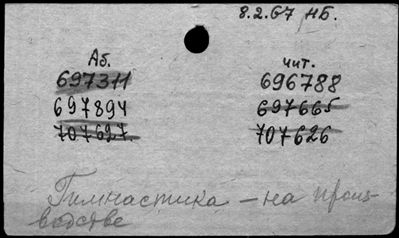 8.2.67 НБ.
Аб. чит.
697311 696788
697894 697665
707627. 707626
Гимнастика – на произ-
водстве